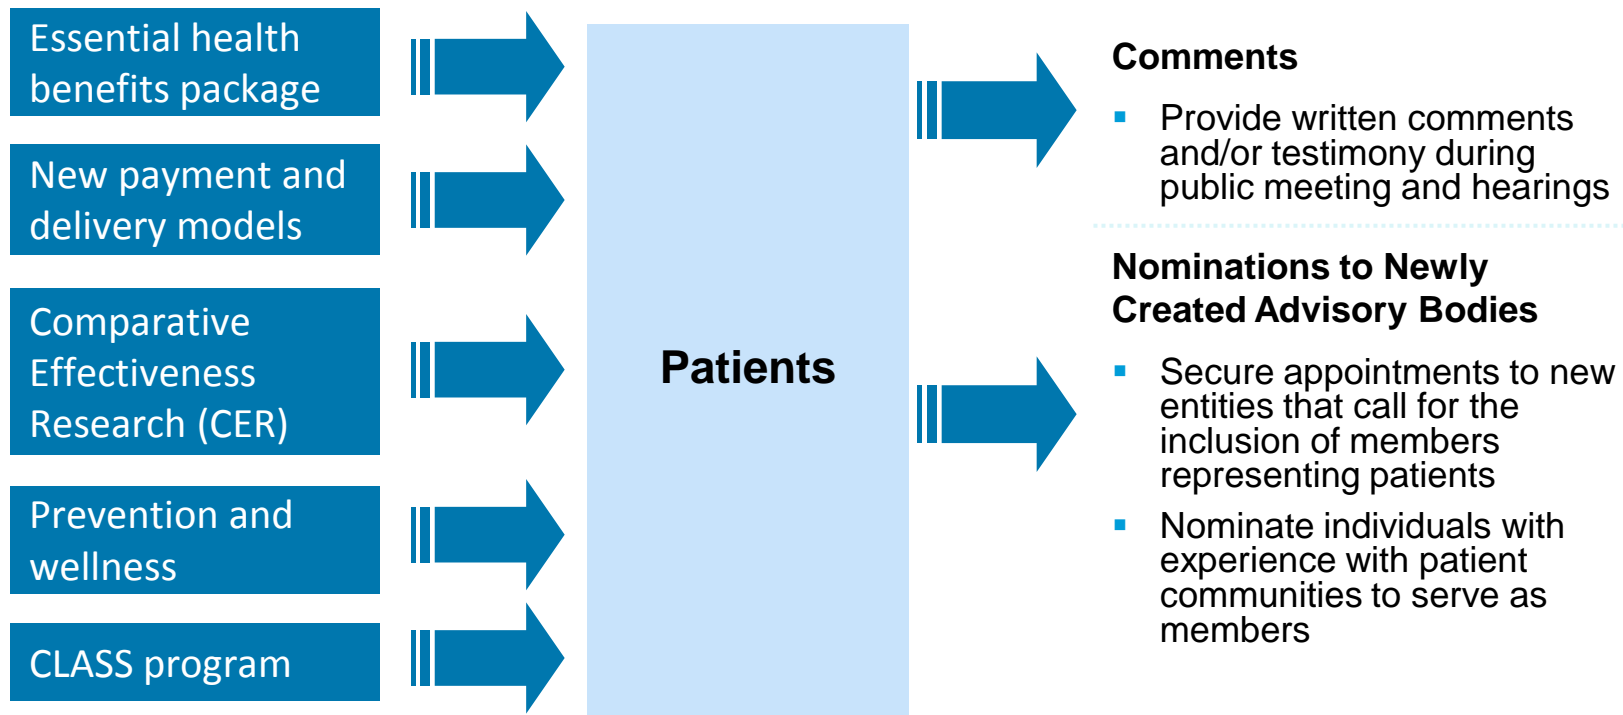 Essential health
benefits package
New payment and
delivery models
Comparative
Effectiveness
Research (CER)
Prevention and
wellness
CLASS program
Patients
Comments
▪ Provide written comments
and/or testimony during
public meeting and hearings
Nominations to Newly
Created Advisory Bodies
▪ Secure appointments to new
entities that call for the
inclusion of members
representing patients
▪ Nominate individuals with
experience with patient
communities to serve as
members